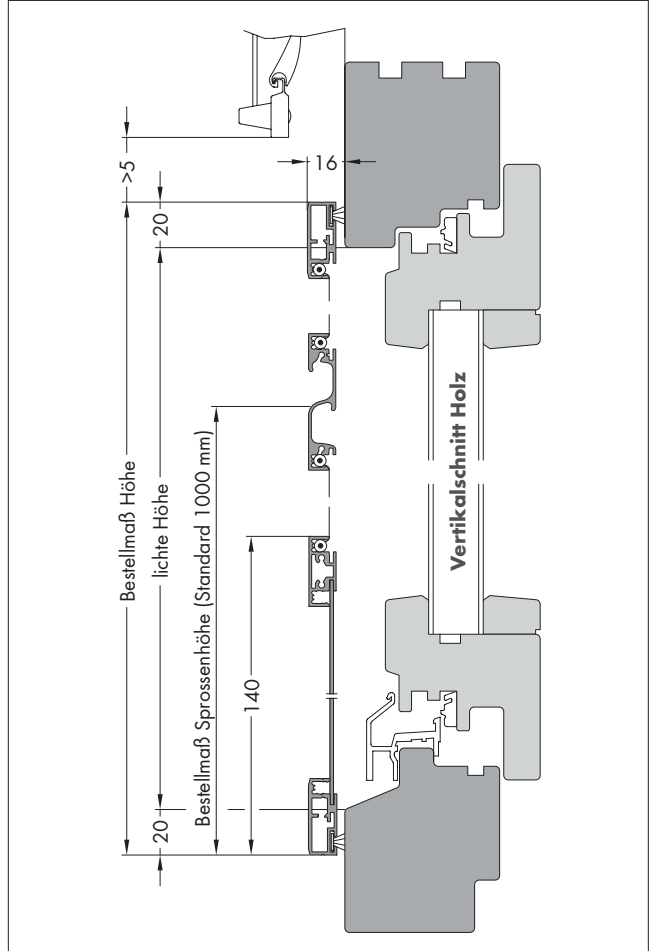 >5
16
20
Bestellmaß Höhe
lichte Höhe
Bestellmaß Sprossenhöhe (Standard 1000 mm)
Vertikalschnitt Holz
140
20